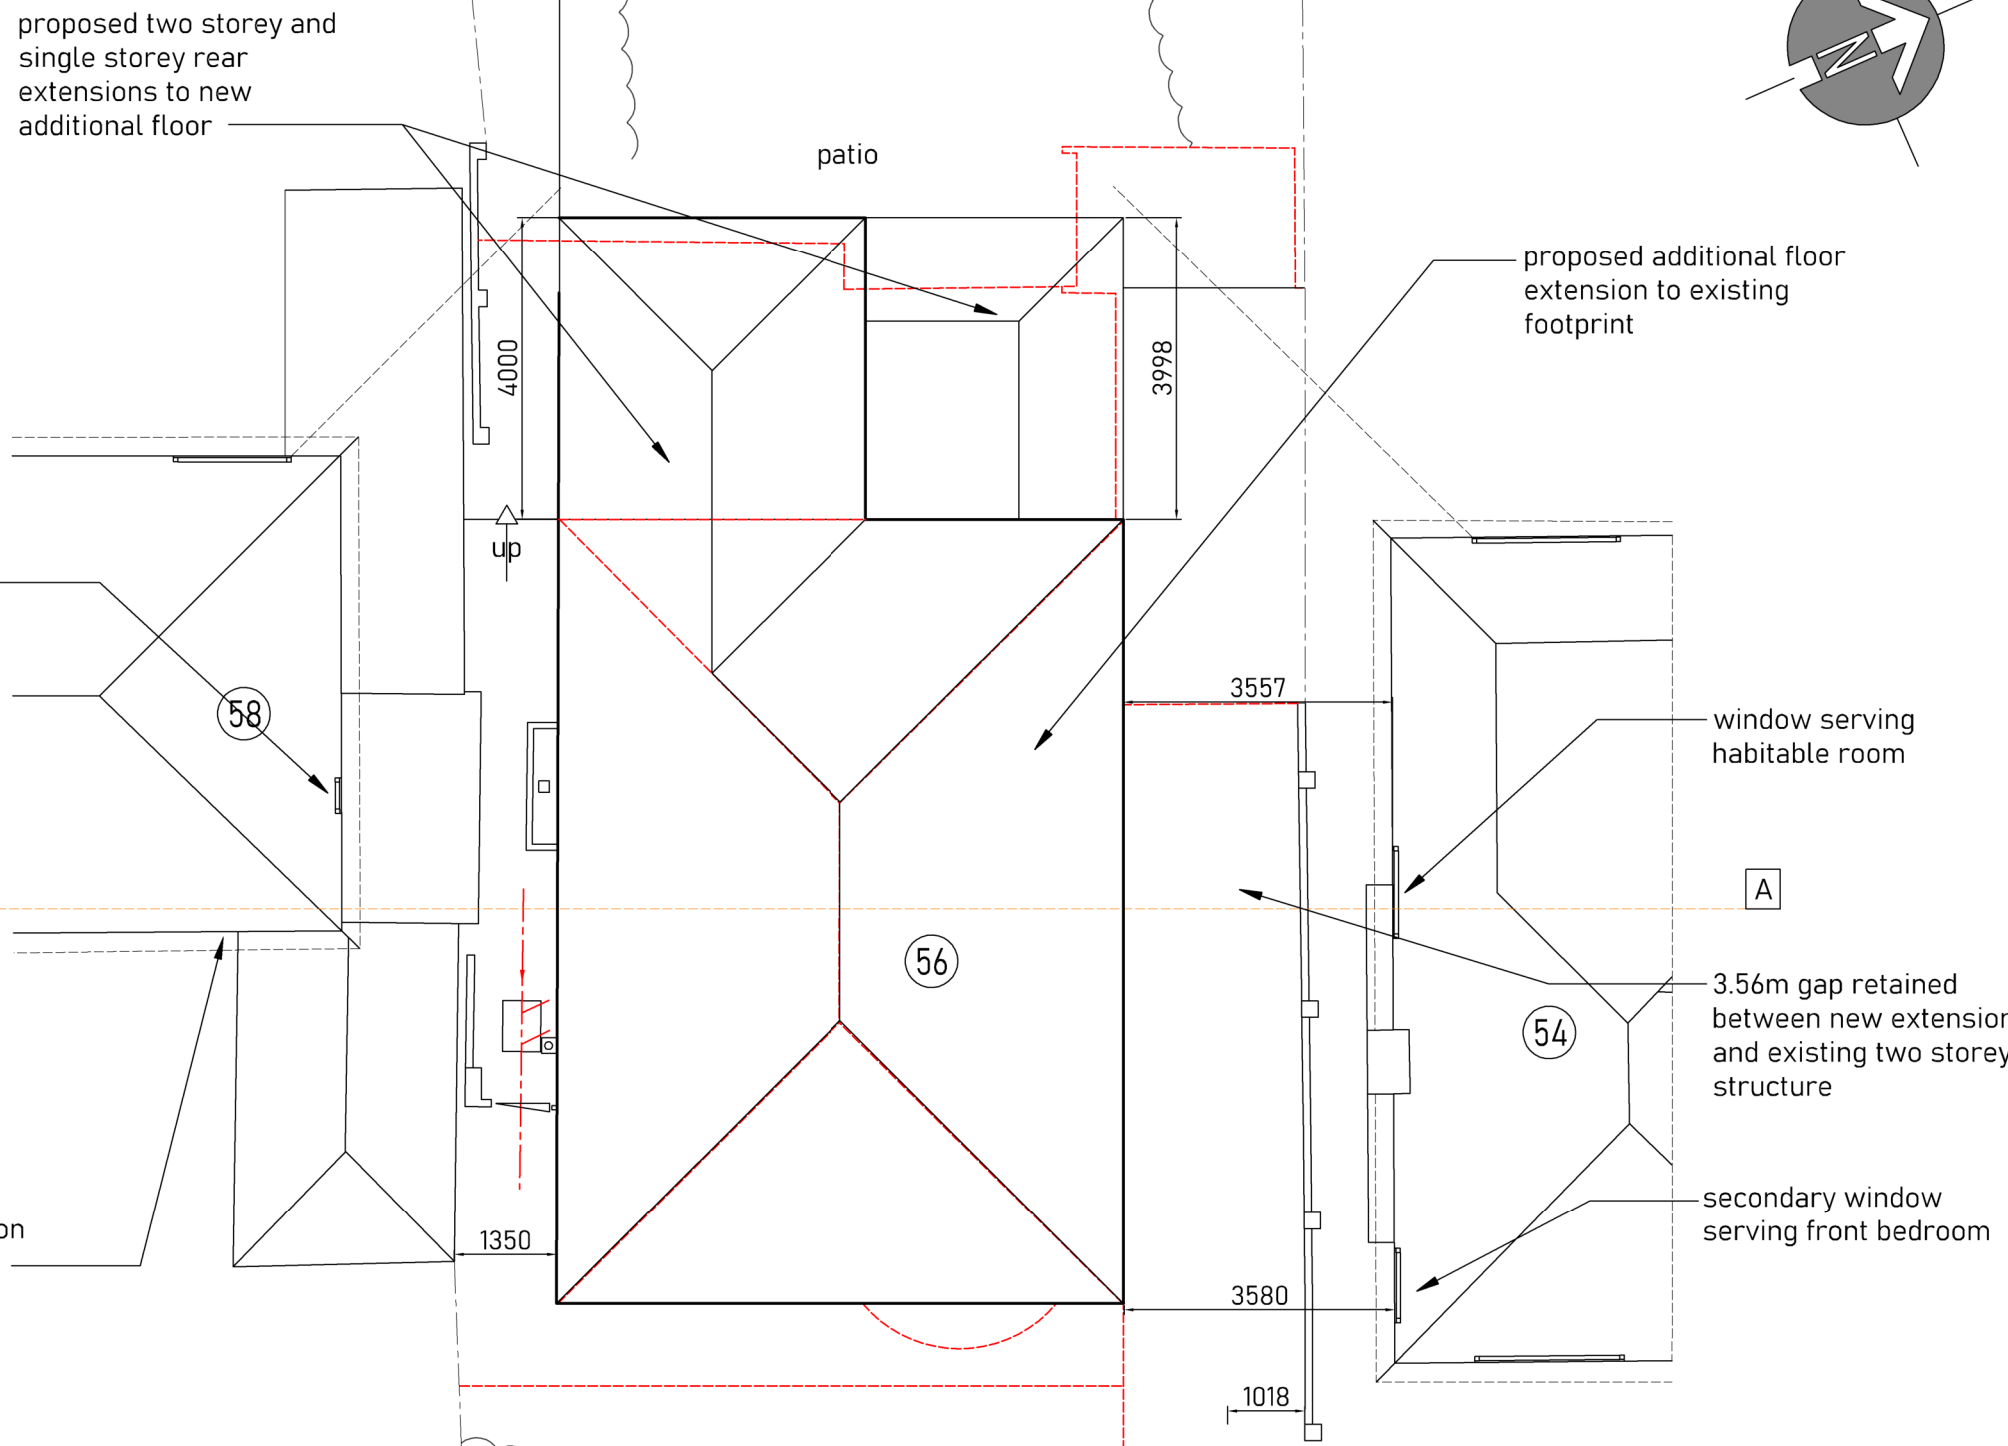 proposed two storey and
single storey rear
extensions to new
additional floor
N
patio
proposed additional floor
extension to existing
footprint
4000
3998
up
3557
58
window serving
habitable room
A
56
3.56m gap retained
between new extension
and existing two storey
structure
54
secondary window
serving front bedroom
on
1350
3580
1018